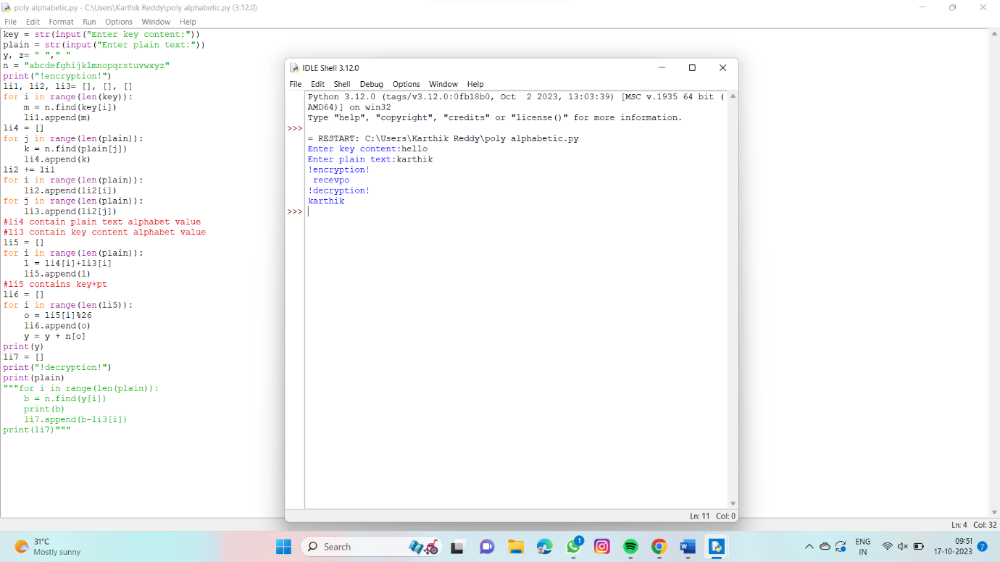 poly alphabetic.py - C:\Users\Karthik Reddy\poly alphabetic.py (3.12.0)
File Edit Format Run Options Window Help
key = str(input("Enter key content:"))
plain = str(input("Enter plain text:"))
y, z= " "," "
n = "abcdefghijklmnopqrstuvwxyz"
print("!encryption!")
li1, li2, li3= [], [], []
for i in range(len(key)):
    m = n.find(key[i])
    li1.append(m)
li4 = []
for j in range(len(plain)):
    k = n.find(plain[j])
    li4.append(k)
li2 += li1
for i in range(len(plain)):
    li2.append(li2[i])
for j in range(len(plain)):
    li3.append(li2[j])
#li4 contain plain text alphabet value
#li3 contain key content alphabet value
li5 = []
for i in range(len(plain)):
    l = li4[i]+li3[i]
    li5.append(l)
#li5 contains key+pt
li6 = []
for i in range(len(li5)):
    o = li5[i]%26
    li6.append(o)
    y = y + n[o]
print(y)
li7 = []
print("!decryption!")
print(plain)
"""for i in range(len(plain)):
    b = n.find(y[i])
    print(b)
    li7.append(b-li3[i])
print(li7)"""
IDLE Shell 3.12.0
File Edit Shell Debug Options Window Help
Python 3.12.0 (tags/v3.12.0:0fb18b0, Oct  2 2023, 13:03:39) [MSC v.1935 64 bit (
AMD64)] on win32
Type "help", "copyright", "credits" or "license()" for more information.
>>>
= RESTART: C:\Users\Karthik Reddy\poly alphabetic.py
Enter key content:hello
Enter plain text:karthik
!encryption!
 recevpo
!decryption!
karthik
>>>
Ln: 11 Col: 0
Ln: 4 Col: 32
31°C
Mostly sunny
Search
1
ENG
IN
09:51
17-10-2023
7